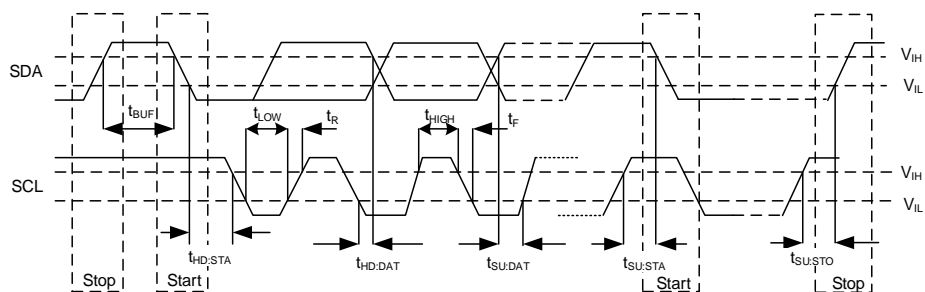 SDA
V_IH
V_IL
t_BUF
t_LOW
t_R
t_HIGH
t_F
SCL
V_IH
V_IL
t_HD:STA
t_HD:DAT
t_SU:DAT
t_SU:STA
t_SU:STO
Stop
Start
Start
Stop